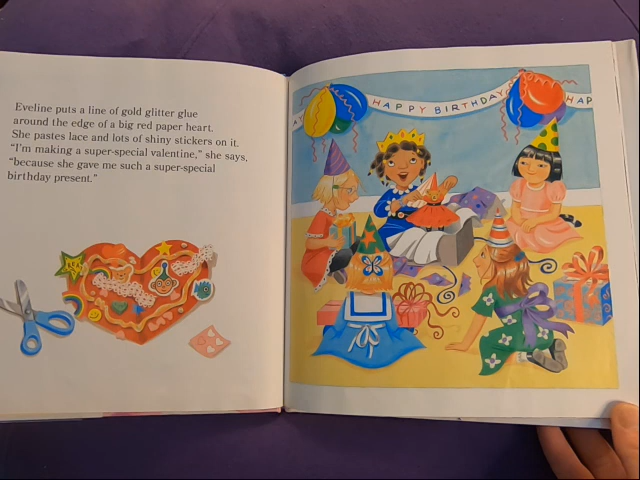 Eveline puts a line of gold glitter glue
around the edge of a big red paper heart.
She pastes lace and lots of shiny stickers on it.
"I'm making a super-special valentine," she says,
"because she gave me such a super-special
birthday present."
AY HAPPY BIRTHDAY HAP